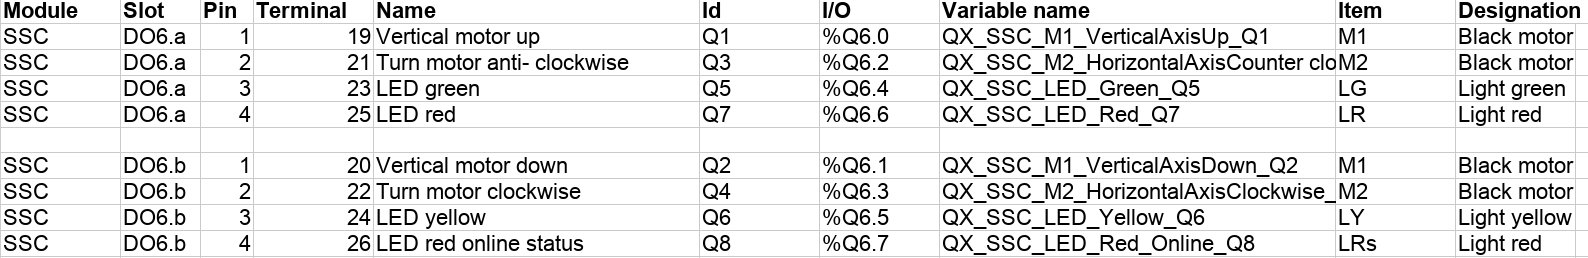 Module Slot Pin Terminal Name Id I/O Variable name Item Designation
SSC DO6.a 1 19 Vertical motor up Q1 %Q6.0 QX_SSC_M1_VerticalAxisUp_Q1 M1 Black motor
SSC DO6.a 2 21 Turn motor anti- clockwise Q3 %Q6.2 QX_SSC_M2_HorizontalAxisCounter clo M2 Black motor
SSC DO6.a 3 23 LED green Q5 %Q6.4 QX_SSC_LED_Green_Q5 LG Light green
SSC DO6.a 4 25 LED red Q7 %Q6.6 QX_SSC_LED_Red_Q7 LR Light red
SSC DO6.b 1 20 Vertical motor down Q2 %Q6.1 QX_SSC_M1_VerticalAxisDown_Q2 M1 Black motor
SSC DO6.b 2 22 Turn motor clockwise Q4 %Q6.3 QX_SSC_M2_HorizontalAxisClockwise_ M2 Black motor
SSC DO6.b 3 24 LED yellow Q6 %Q6.5 QX_SSC_LED_Yellow_Q6 LY Light yellow
SSC DO6.b 4 26 LED red online status Q8 %Q6.7 QX_SSC_LED_Red_Online_Q8 LRs Light red